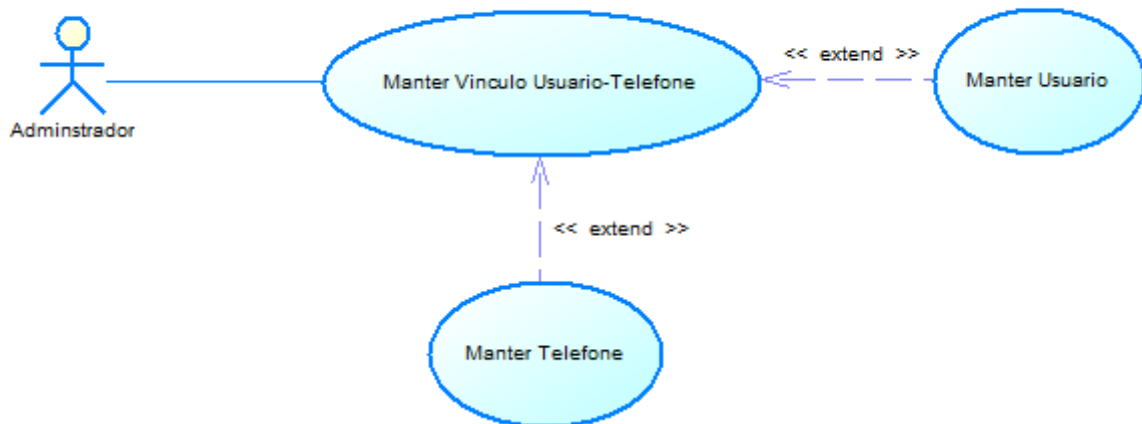 << extend >>
Manter Vinculo Usuario-Telefone
Manter Usuario
Adminstrador
<< extend >>
Manter Telefone